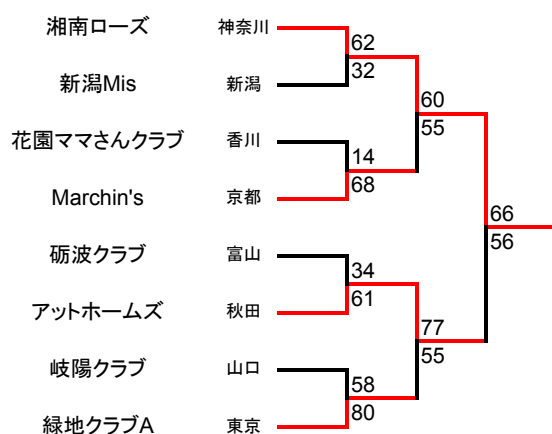 湘南ローズ 神奈川
62
32
新潟Mis 新潟
60
55
花園ママさんクラブ 香川
14
68
Marchin's 京都
66
56
砺波クラブ 富山
34
61
アットホームズ 秋田
77
55
岐陽クラブ 山口
58
80
緑地クラブA 東京